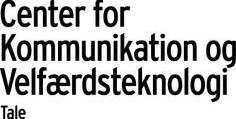 Center for
Kommunikation og
Velfærdsteknologi
Tale